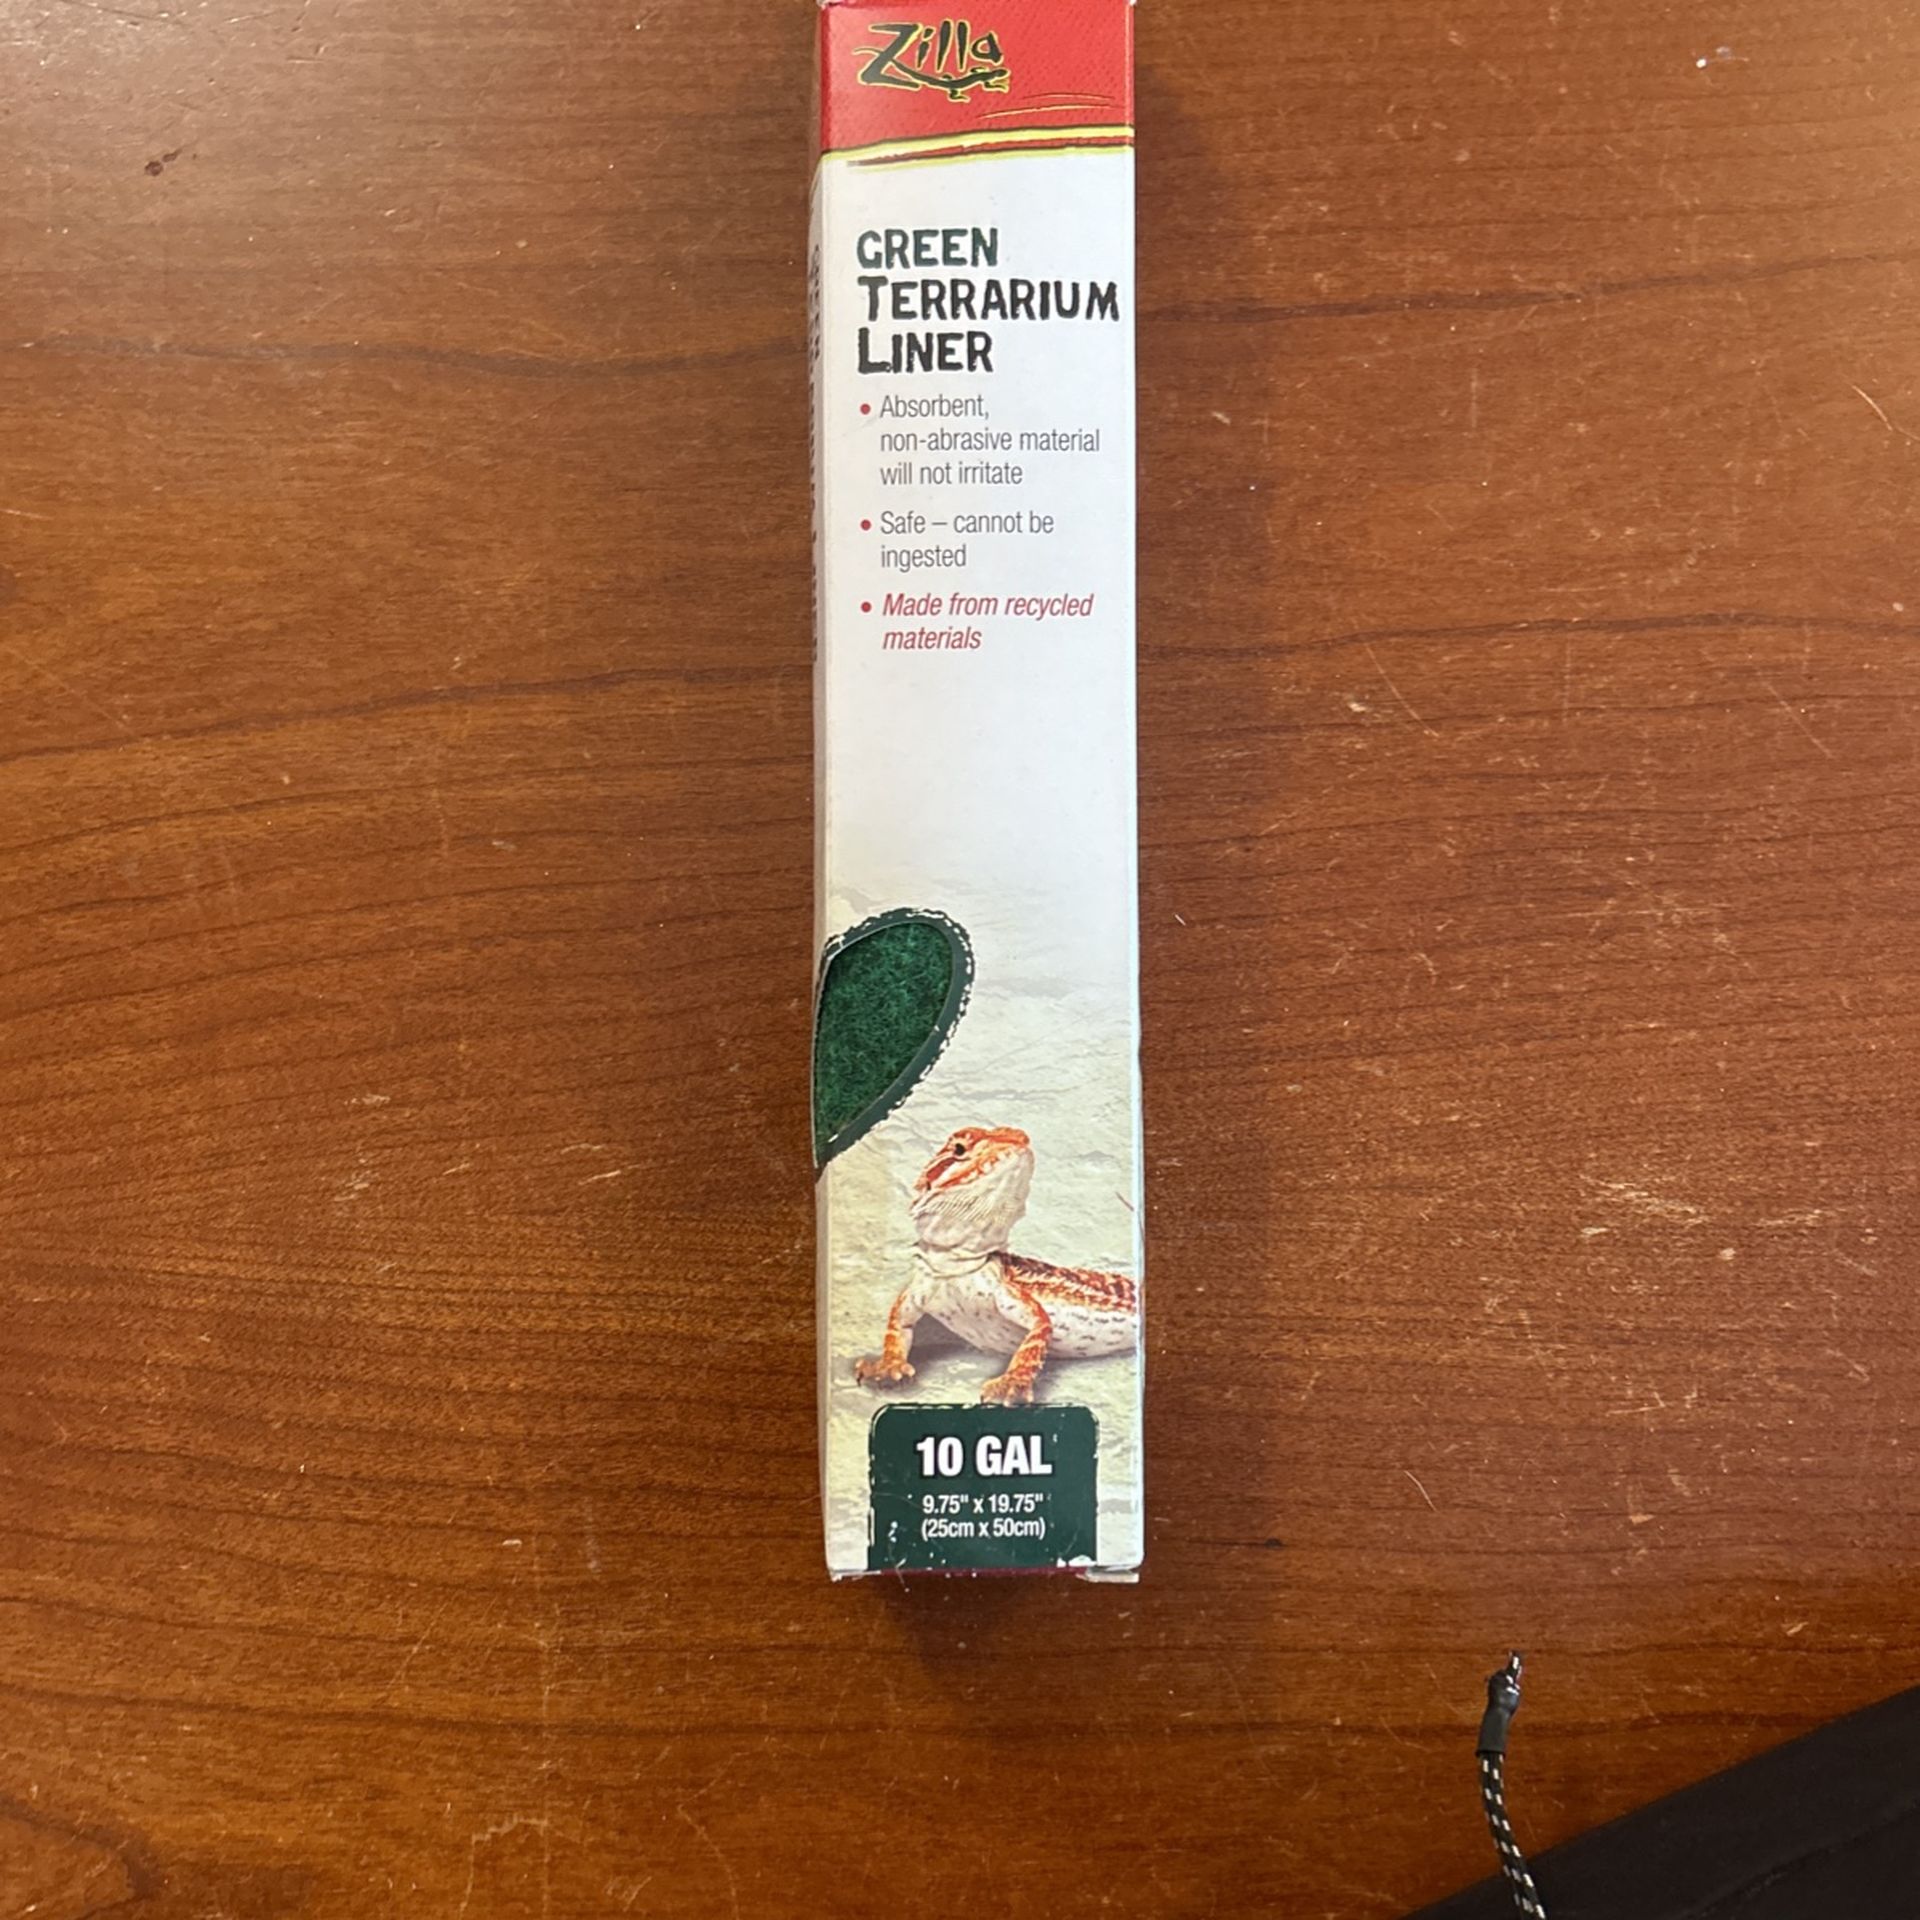 Zilla
GREEN
TERRARIUM
LINER
• Absorbent,
non-abrasive material
will not irritate
• Safe – cannot be
ingested
• Made from recycled
materials
10 GAL
9.75" x 19.75"
(25cm x 50cm)